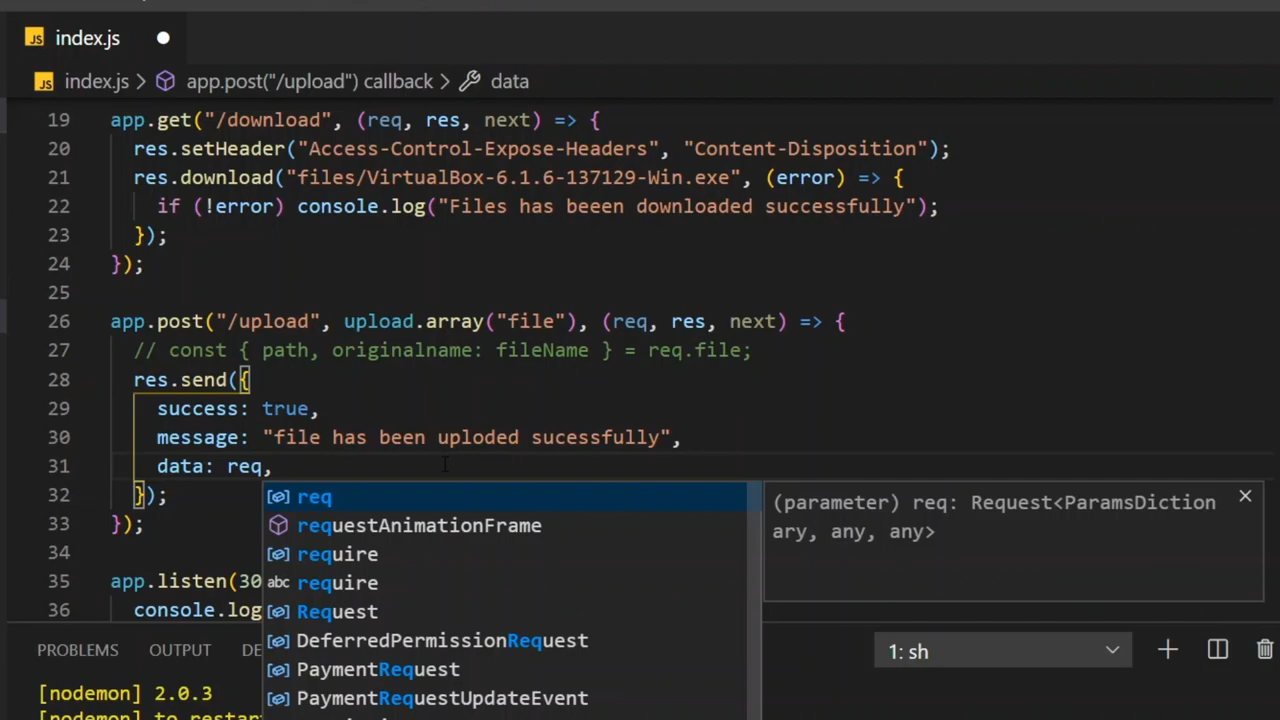 index.js
index.js > app.post("/upload") callback > data
19 app.get("/download", (req, res, next) => {
20 res.setHeader("Access-Control-Expose-Headers", "Content-Disposition");
21 res.download("files/VirtualBox-6.1.6-137129-Win.exe", (error) => {
22 if (!error) console.log("Files has beeen downloaded successfully");
23 });
24 });
25
26 app.post("/upload", upload.array("file"), (req, res, next) => {
27 // const { path, originalname: fileName } = req.file;
28 res.send({
29 success: true,
30 message: "file has been uploded sucessfully",
31 data: req,
32 });
req
(parameter) req: Request<ParamsDiction
33 });
requestAnimationFrame
ary, any, any>
34
require
35 app.listen(30
require
36 console.log
Request
DeferredPermissionRequest
PROBLEMS OUTPUT DE
1: sh
PaymentRequest
[nodemon] 2.0.3
PaymentRequestUpdateEvent
[nodemon] to restar